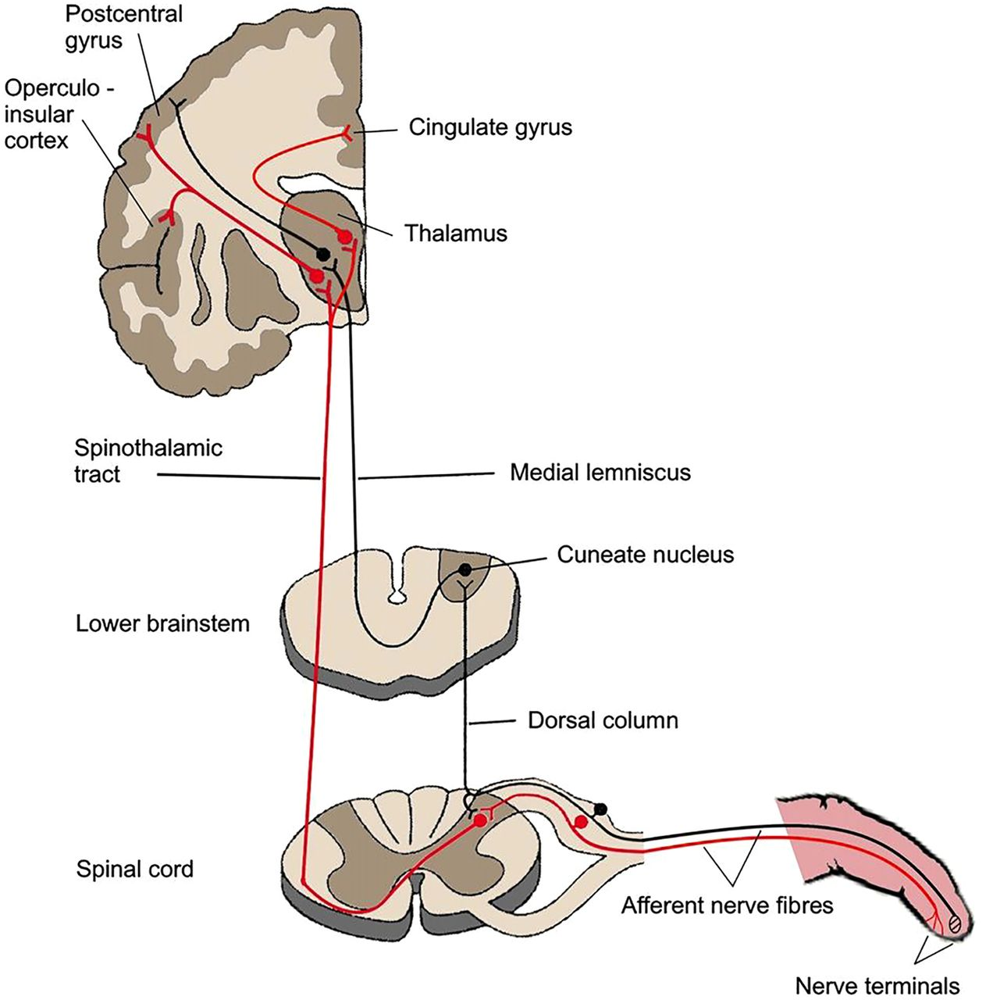 Postcentral
gyrus
Operculo -
insular
cortex
Cingulate gyrus
Thalamus
Spinothalamic
tract
Medial lemniscus
Cuneate nucleus
Lower brainstem
Dorsal column
Spinal cord
Afferent nerve fibres
Nerve terminals